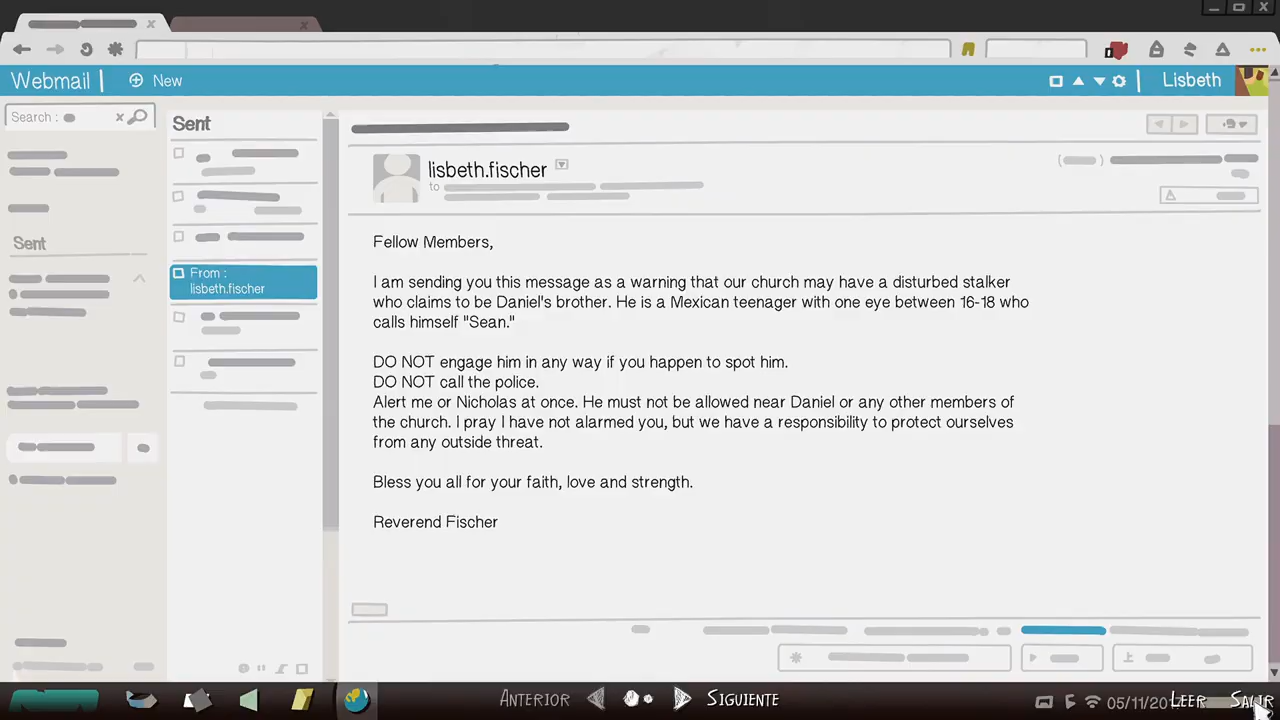 Webmail
New
Lisbeth
Search :
Sent
lisbeth.fischer
to
Sent
From :
lisbeth.fischer
Fellow Members,
I am sending you this message as a warning that our church may have a disturbed stalker
who claims to be Daniel's brother. He is a Mexican teenager with one eye between 16-18 who
calls himself "Sean."
DO NOT engage him in any way if you happen to spot him.
DO NOT call the police.
Alert me or Nicholas at once. He must not be allowed near Daniel or any other members of
the church. I pray I have not alarmed you, but we have a responsibility to protect ourselves
from any outside threat.
Bless you all for your faith, love and strength.
Reverend Fischer
Anterior
Siguiente
Leer
Salir